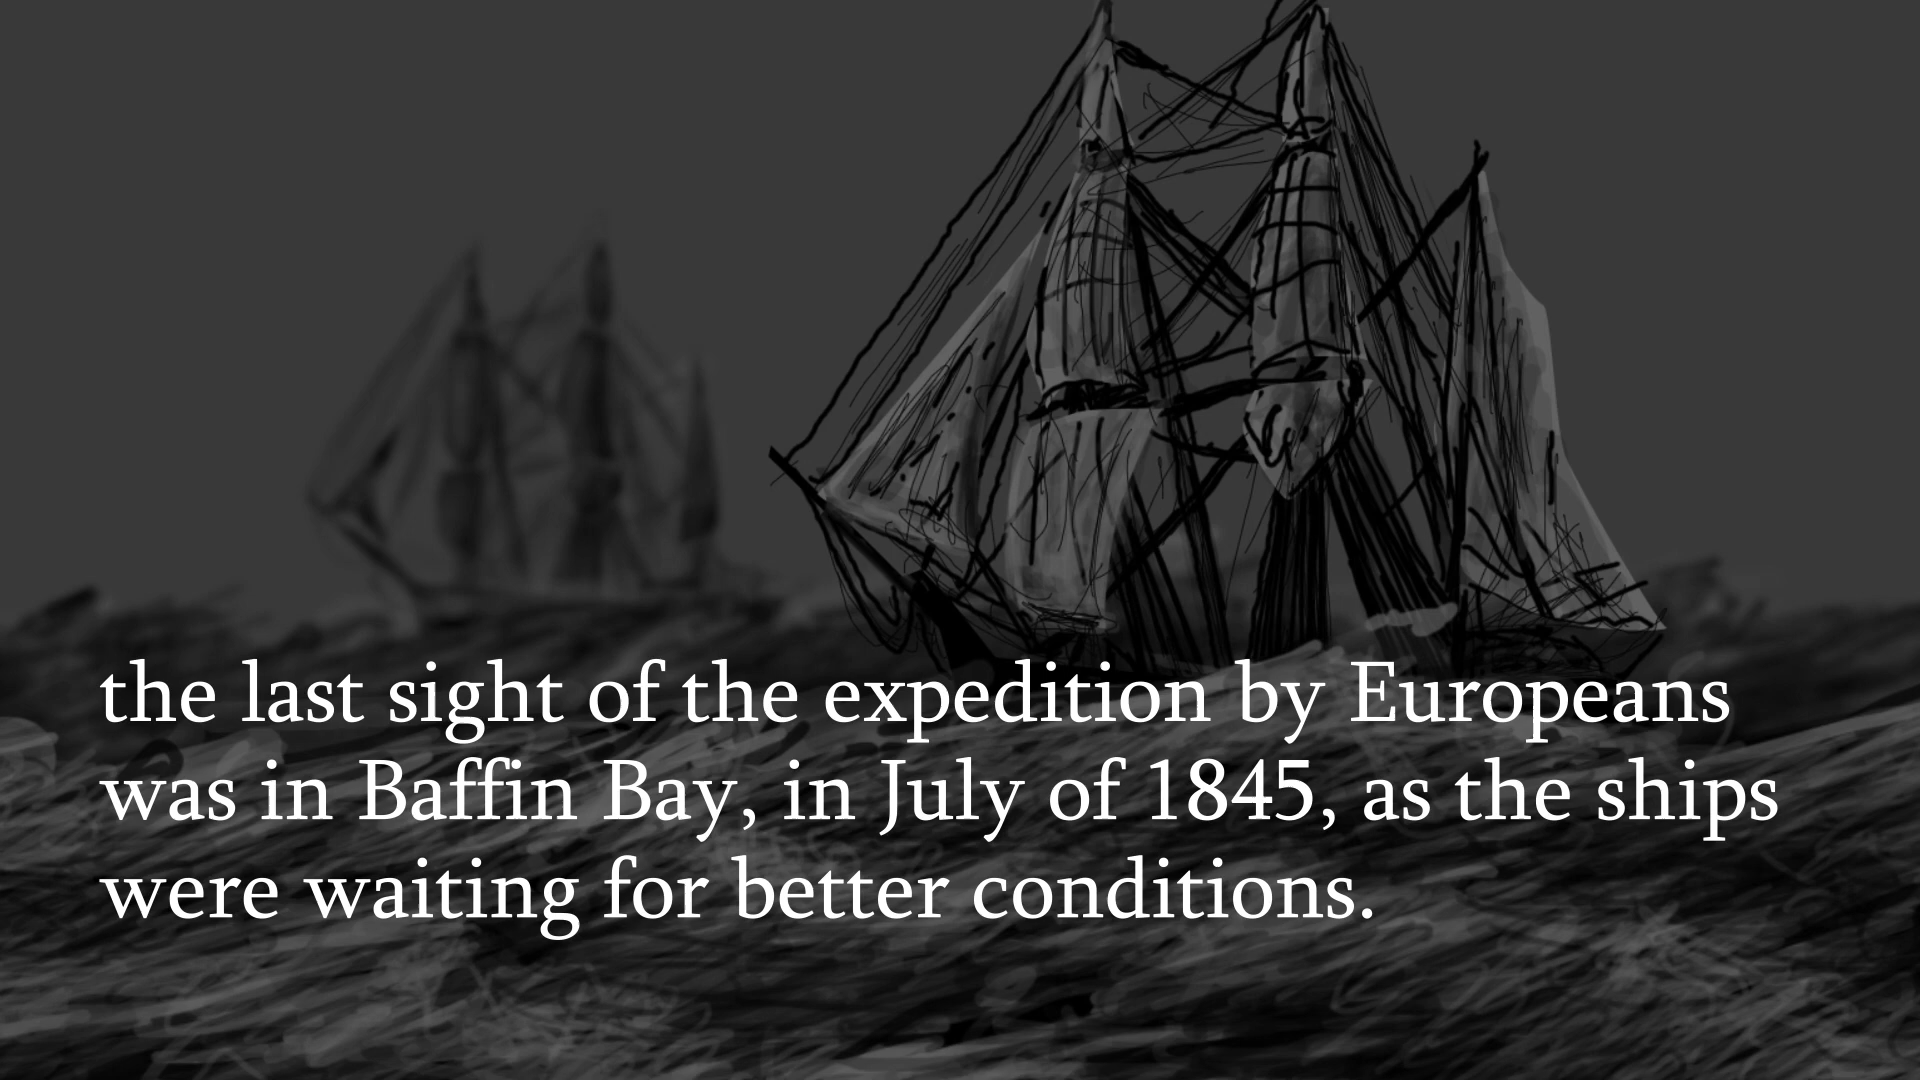 the last sight of the expedition by Europeans
was in Baffin Bay, in July of 1845, as the ships
were waiting for better conditions.